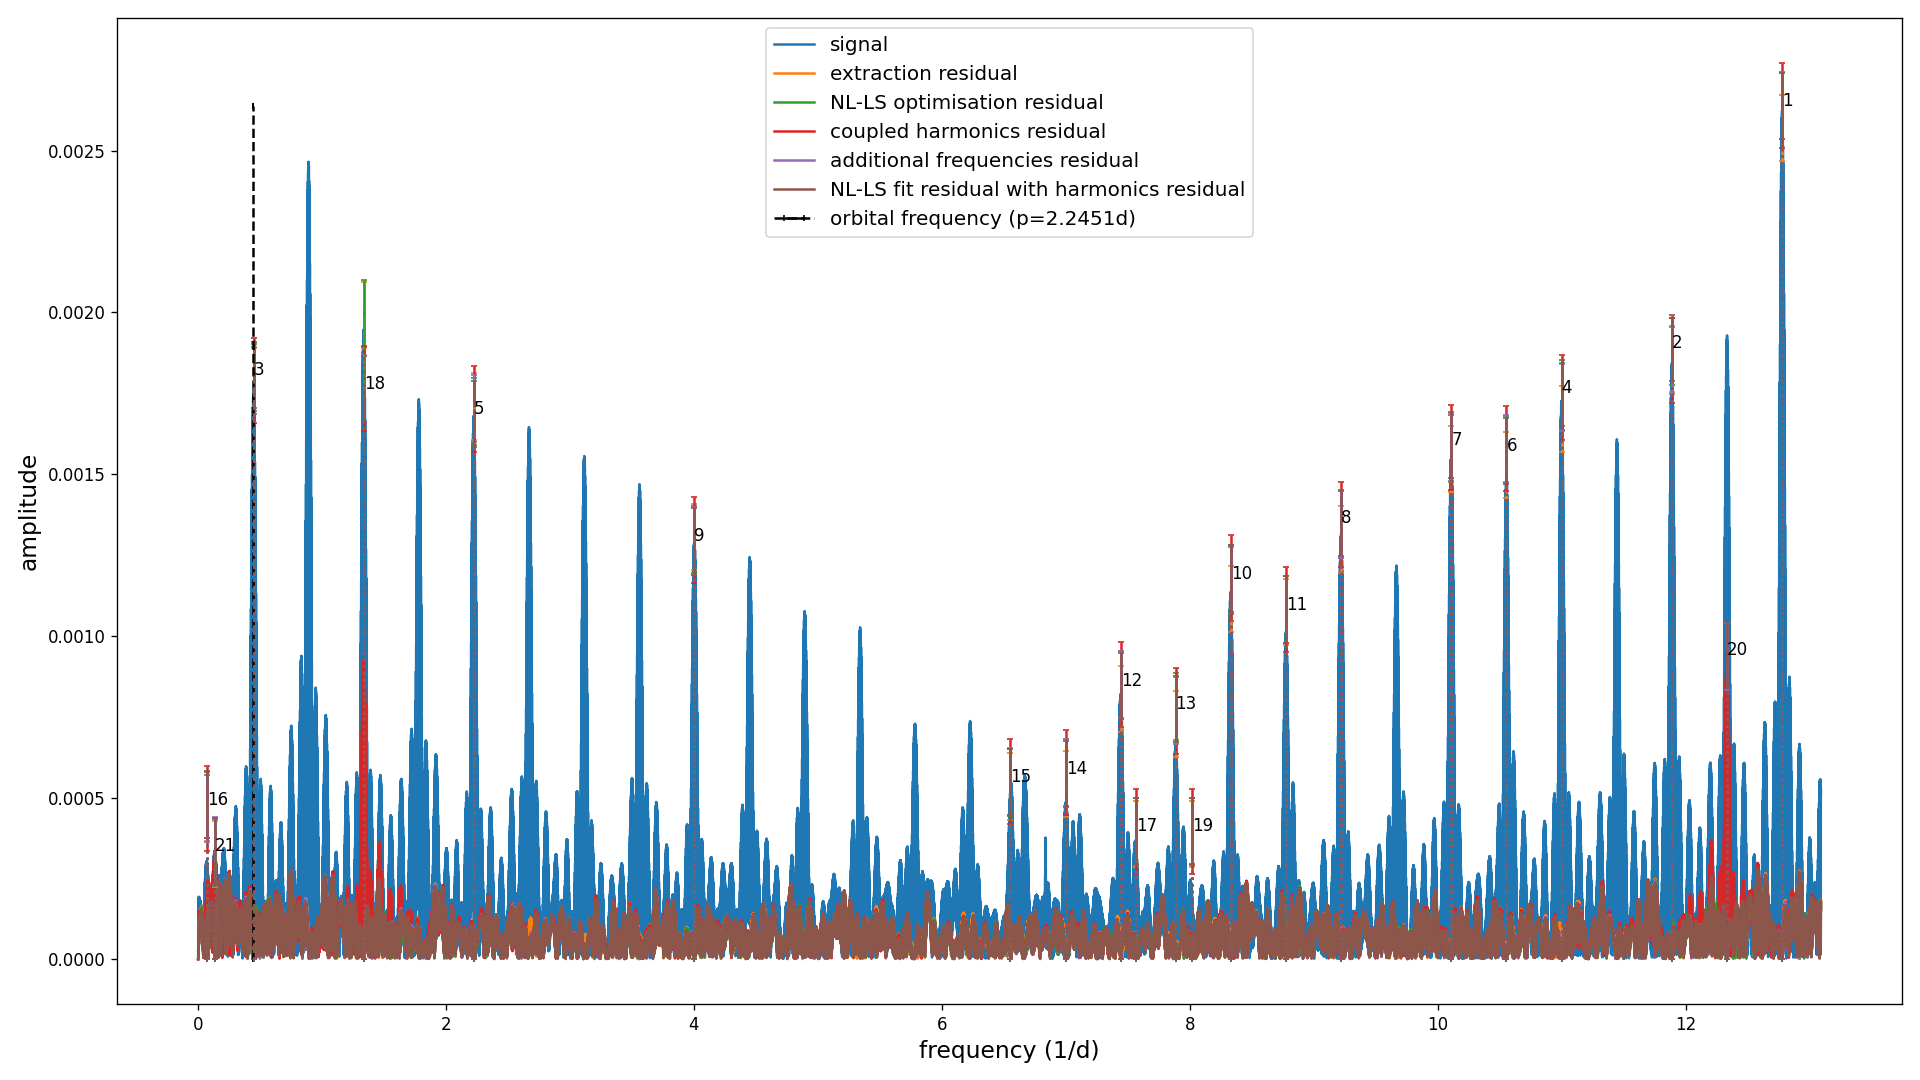 signal
extraction residual
NL-LS optimisation residual
coupled harmonics residual
additional frequencies residual
NL-LS fit residual with harmonics residual
orbital frequency (p=2.2451d)
amplitude
0.0025
0.0020
0.0015
0.0010
0.0005
0.0000
1
2
3
18
4
5
7
6
8
9
10
11
20
12
13
15
14
16
17
19
21
0 2 4 6 8 10 12
frequency (1/d)